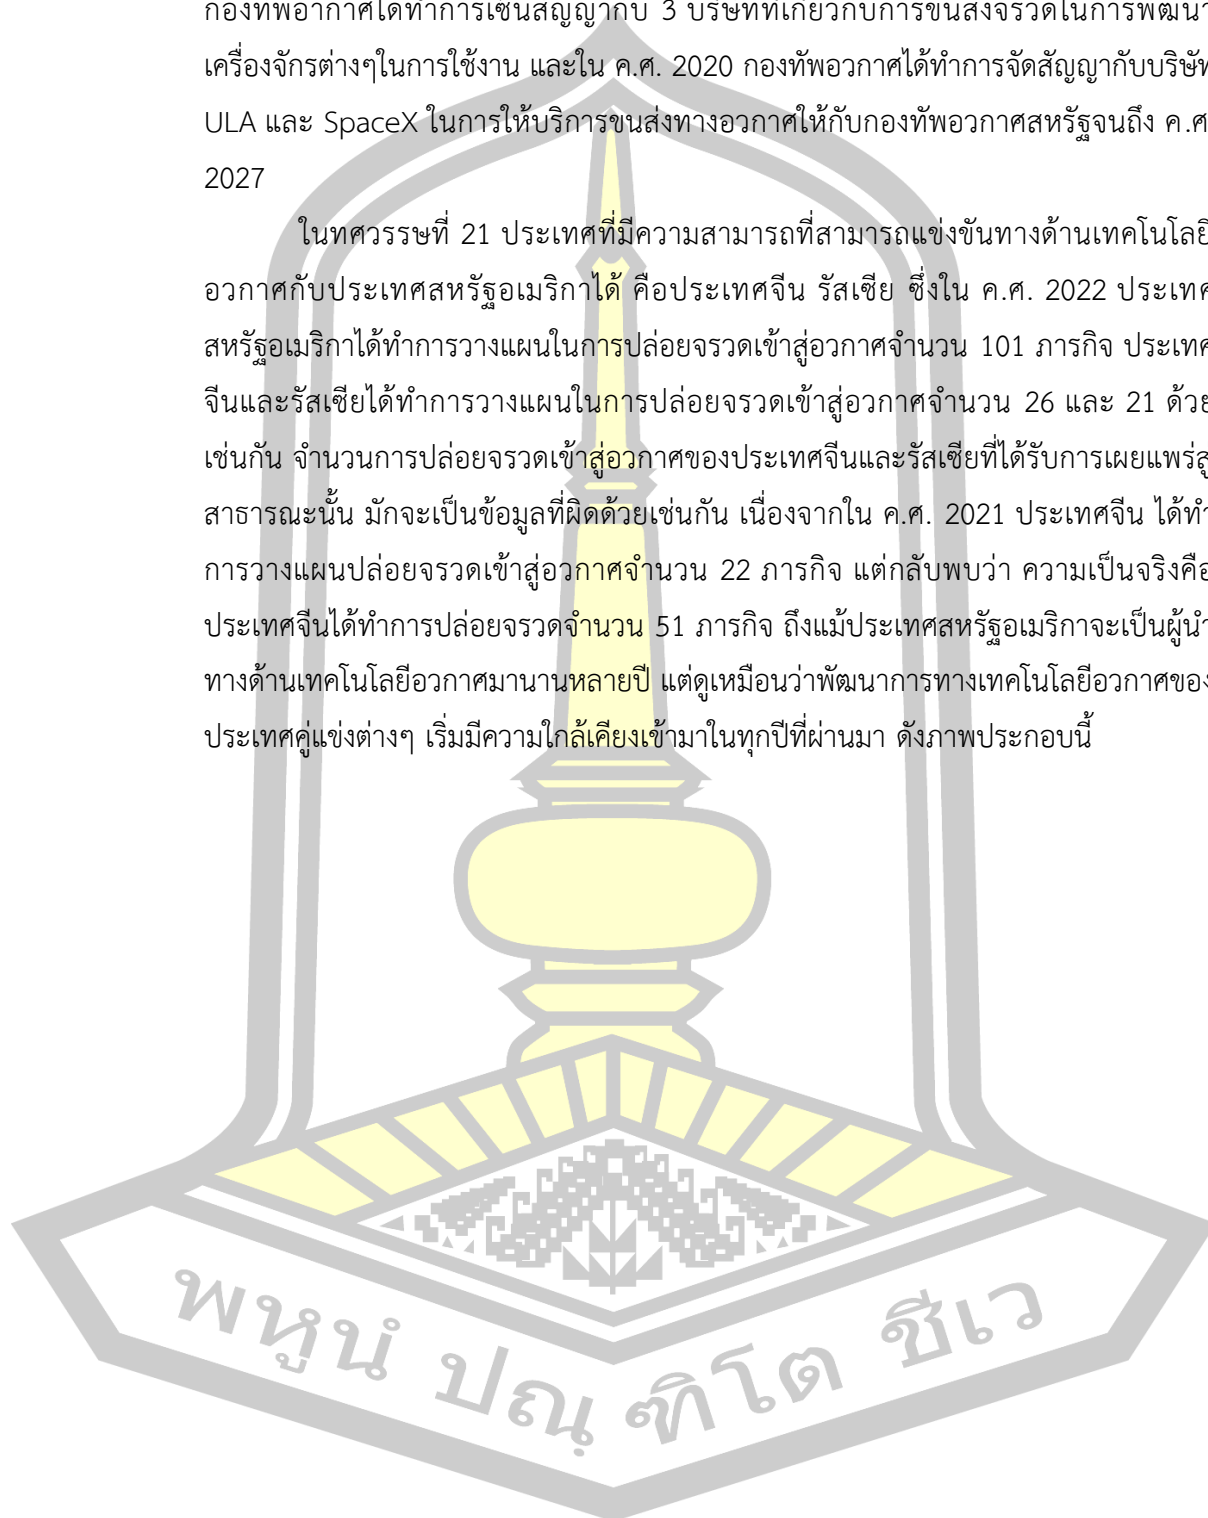 กองทัพอากาศได้ทำการเซ็นสัญญากับ 3 บริษัทที่เกี่ยวกับการขนส่งจรวดในการพัฒนา
เครื่องจักรต่างๆในการใช้งาน และใน ค.ศ. 2020 กองทัพอวกาศได้ทำการจัดสัญญากับบริษัท
ULA และ SpaceX ในการให้บริการขนส่งทางอวกาศให้กับกองทัพอวกาศสหรัฐจนถึง ค.ศ.
2027
ในทศวรรษที่ 21 ประเทศที่มีความสามารถที่สามารถแข่งขันทางด้านเทคโนโลยี
อวกาศกับประเทศสหรัฐอเมริกาได้ คือประเทศจีน รัสเซีย ซึ่งใน ค.ศ. 2022 ประเทศ
สหรัฐอเมริกาได้ทำการวางแผนในการปล่อยจรวดเข้าสู่อวกาศจำนวน 101 ภารกิจ ประเทศ
จีนและรัสเซียได้ทำการวางแผนในการปล่อยจรวดเข้าสู่อวกาศจำนวน 26 และ 21 ด้วย
เช่นกัน จำนวนการปล่อยจรวดเข้าสู่อวกาศของประเทศจีนและรัสเซียที่ได้รับการเผยแพร่สู่
สาธารณะนั้น มักจะเป็นข้อมูลที่ผิดด้วยเช่นกัน เนื่องจากใน ค.ศ. 2021 ประเทศจีน ได้ทำ
การวางแผนปล่อยจรวดเข้าสู่อวกาศจำนวน 22 ภารกิจ แต่กลับพบว่า ความเป็นจริงคือ
ประเทศจีนได้ทำการปล่อยจรวดจำนวน 51 ภารกิจ ถึงแม้ประเทศสหรัฐอเมริกาจะเป็นผู้นำ
ทางด้านเทคโนโลยีอวกาศมานานหลายปี แต่ดูเหมือนว่าพัฒนาการทางเทคโนโลยีอวกาศของ
ประเทศคู่แข่งต่างๆ เริ่มมีความใกล้เคียงเข้ามาในทุกปีที่ผ่านมา ดังภาพประกอบนี้
พหูนํ ปณฺฑิโต ชีเว